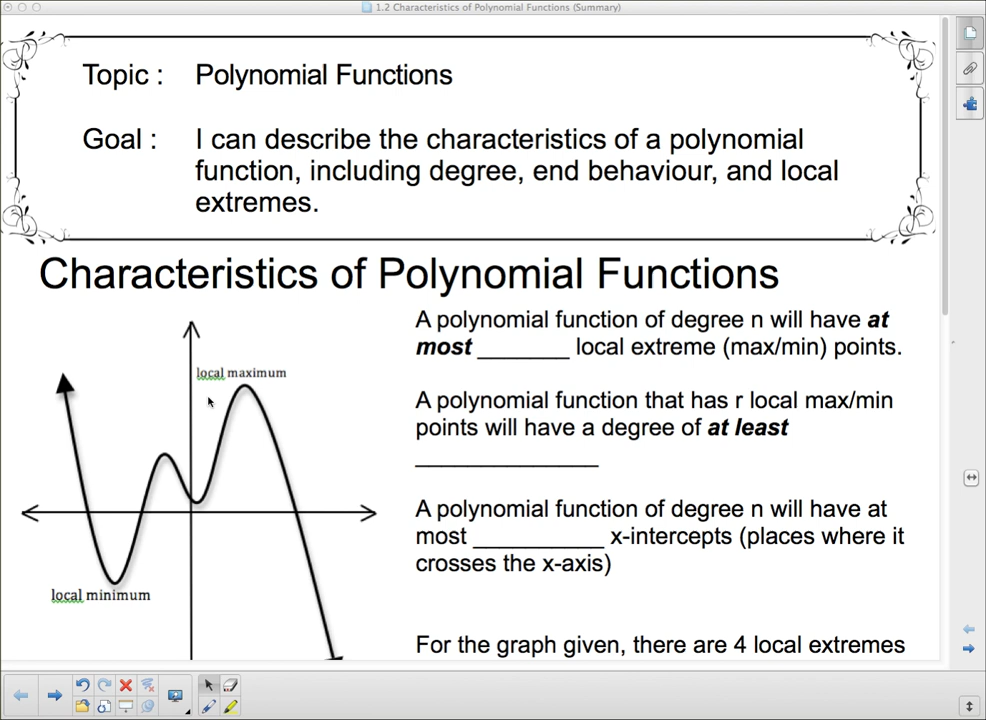 1.2 Characteristics of Polynomial Functions (Summary)
Topic : Polynomial Functions
Goal : I can describe the characteristics of a polynomial
function, including degree, end behaviour, and local
extremes.
Characteristics of Polynomial Functions
local maximum
local minimum
A polynomial function of degree n will have at
most ________ local extreme (max/min) points.
A polynomial function that has r local max/min
points will have a degree of at least
________________
A polynomial function of degree n will have at
most ___________ x-intercepts (places where it
crosses the x-axis)
For the graph given, there are 4 local extremes